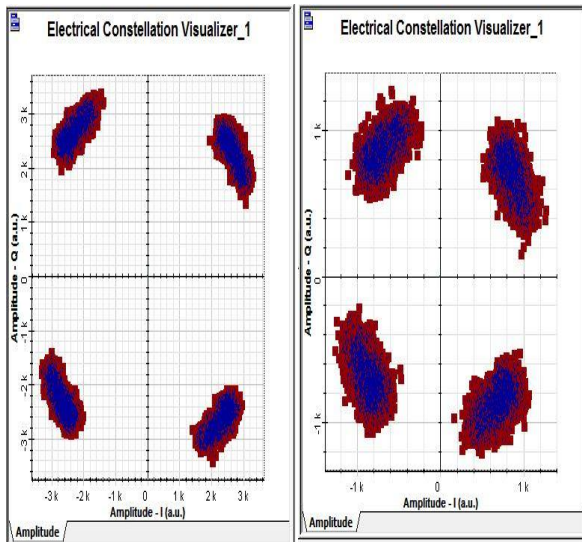 Electrical Constellation Visualizer_1
Amplitude - Q (a.u.)
3 k
2 k
1 k
0
-1 k
-2 k
-3 k
-3 k -2 k -1 k 0 1 k 2 k 3 k
Amplitude - I (a.u.)
Amplitude
Electrical Constellation Visualizer_1
Amplitude - Q (a.u.)
1 k
0
-1 k
-1 k 0 1 k
Amplitude - I (a.u.)
Amplitude